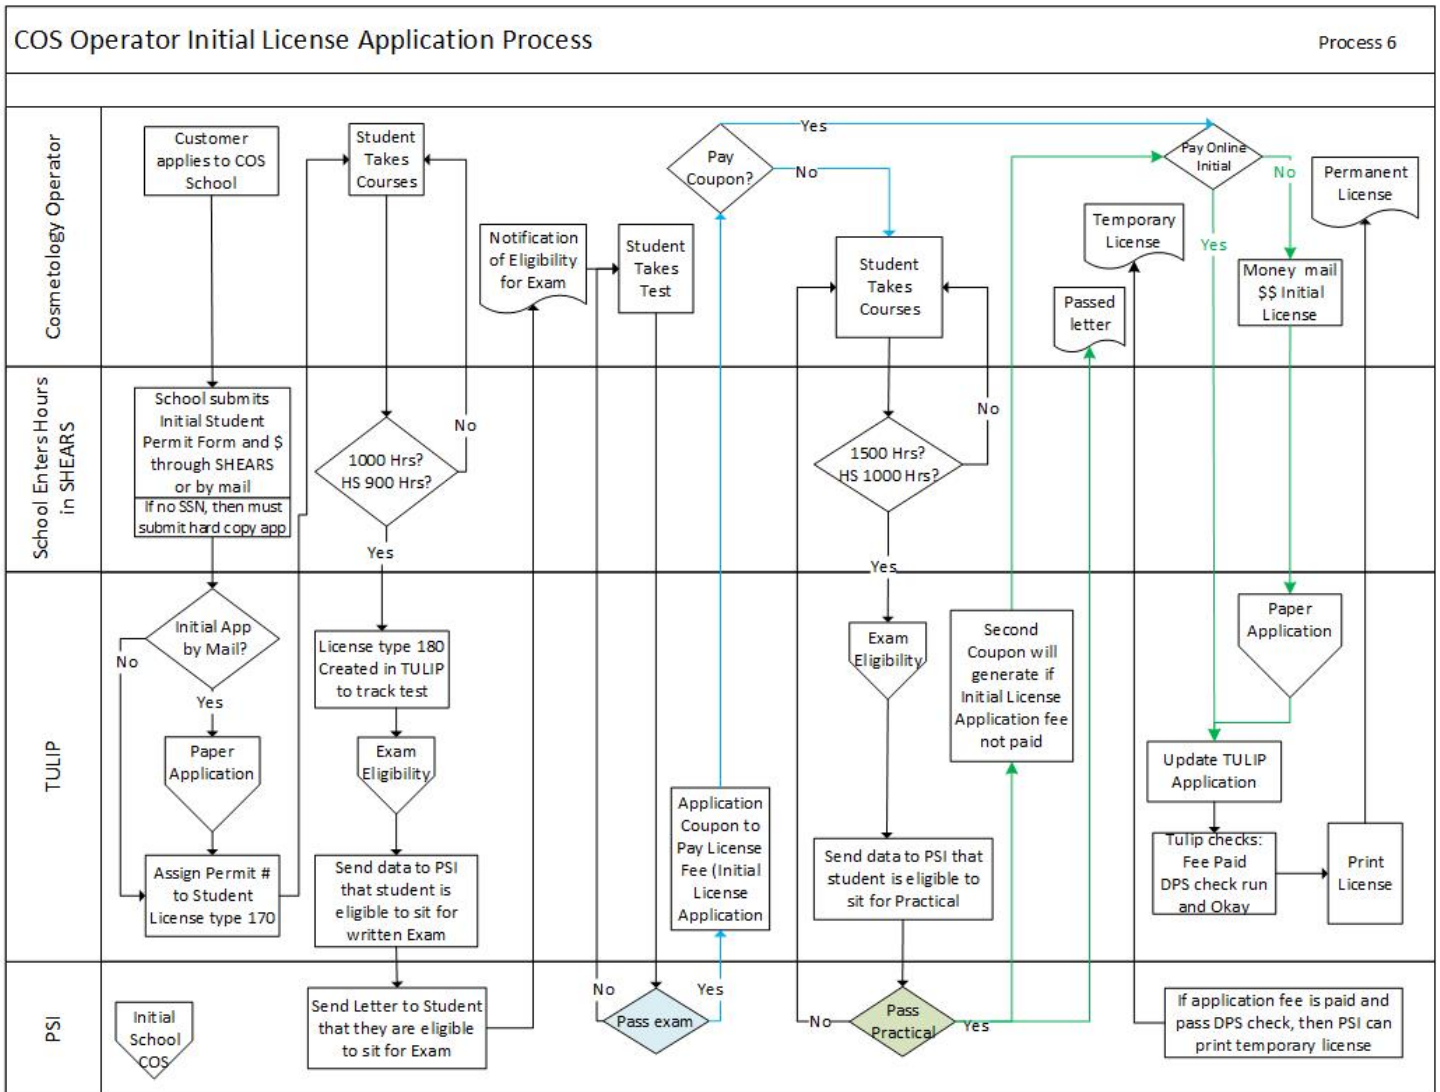 COS Operator Initial License Application Process
Process 6
Cosmetology Operator
Customer
applies to COS
School
Student
Takes
Courses
Notification
of Eligibility
for Exam
Student
Takes
Test
Pay
Coupon?
Yes
No
Student
Takes
Courses
Pay Online
Initial
No
Yes
Temporary
License
Passed
letter
Money mail
$$ Initial
License
Permanent
License
School Enters Hours
in SHEARS
School submits
Initial Student
Permit Form and $
through SHEARS
or by mail
If no SSN, then must
submit hard copy app
1000 Hrs?
HS 900 Hrs?
No
Yes
1500 Hrs?
HS 1000 Hrs?
No
Yes
TULIP
Initial App
by Mail?
No
Yes
Paper
Application
Assign Permit #
to Student
License type 170
License type 180
Created in TULIP
to track test
Exam
Eligibility
Send data to PSI
that student is
eligible to sit for
written Exam
Application
Coupon to
Pay License
Fee (Initial
License
Application
Exam
Eligibility
Send data to PSI that
student is eligible to
sit for Practical
Second
Coupon will
generate if
Initial License
Application fee
not paid
Paper
Application
Update TULIP
Application
Tulip checks:
Fee Paid
DPS check run
and Okay
Print
License
PSI
Initial
School
COS
Send Letter to Student
that they are eligible
to sit for Exam
No
Pass exam
Yes
No
Pass
Practical
Yes
If application fee is paid and
pass DPS check, then PSI can
print temporary license